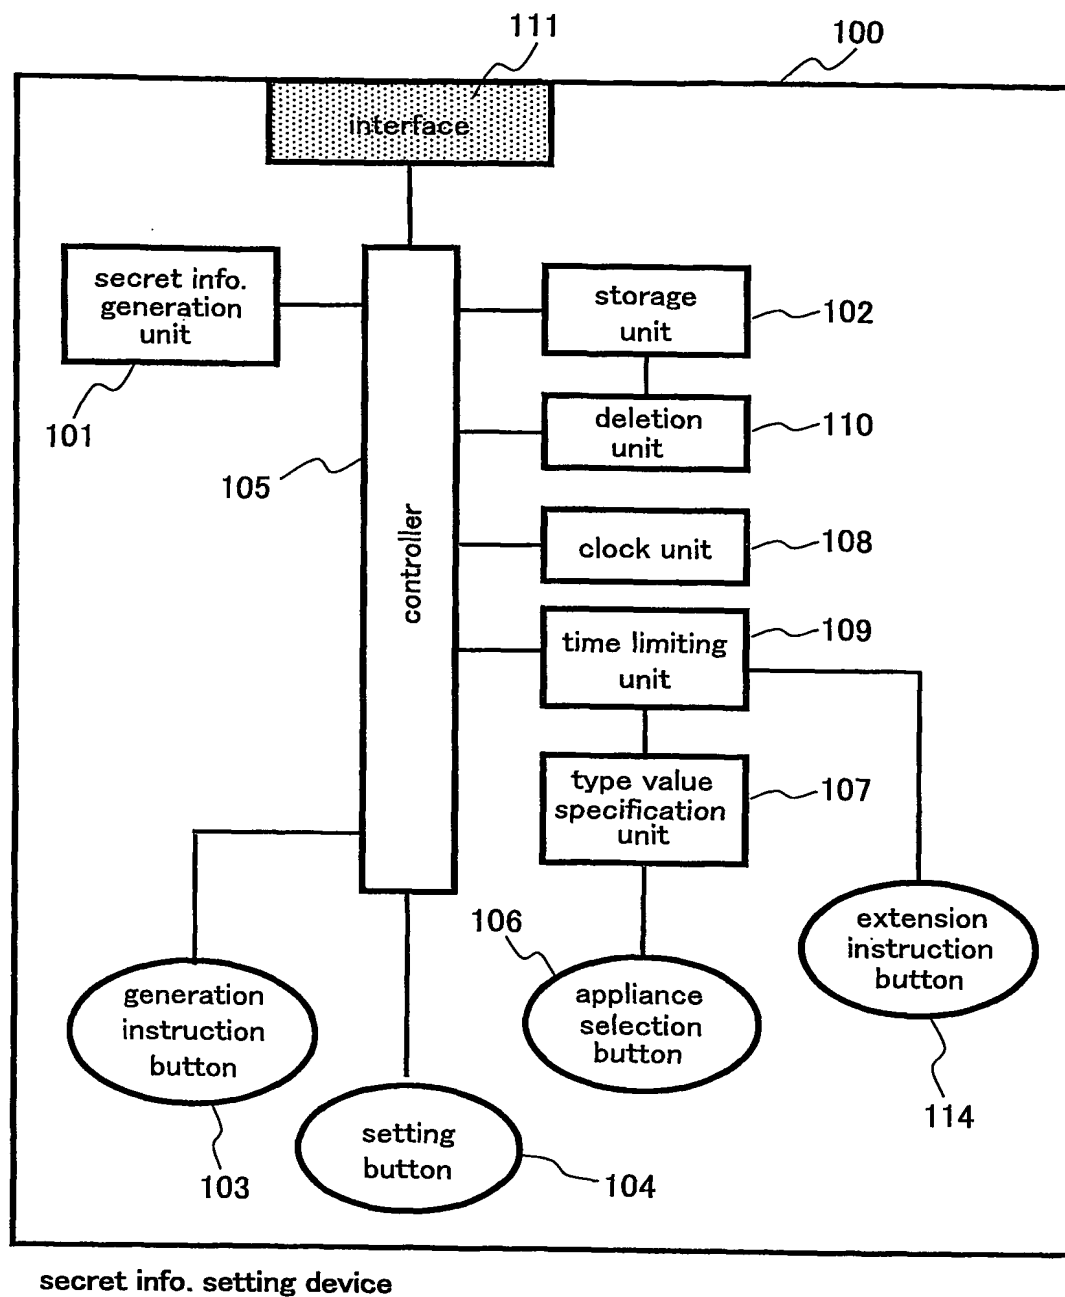 111
100
interface
secret info.
generation
unit
101
storage
unit
102
deletion
unit
110
105
controller
clock unit
108
time limiting
unit
109
type value
specification
unit
107
106
generation
instruction
button
103
setting
button
104
appliance
selection
button
extension
instruction
button
114
secret info. setting device